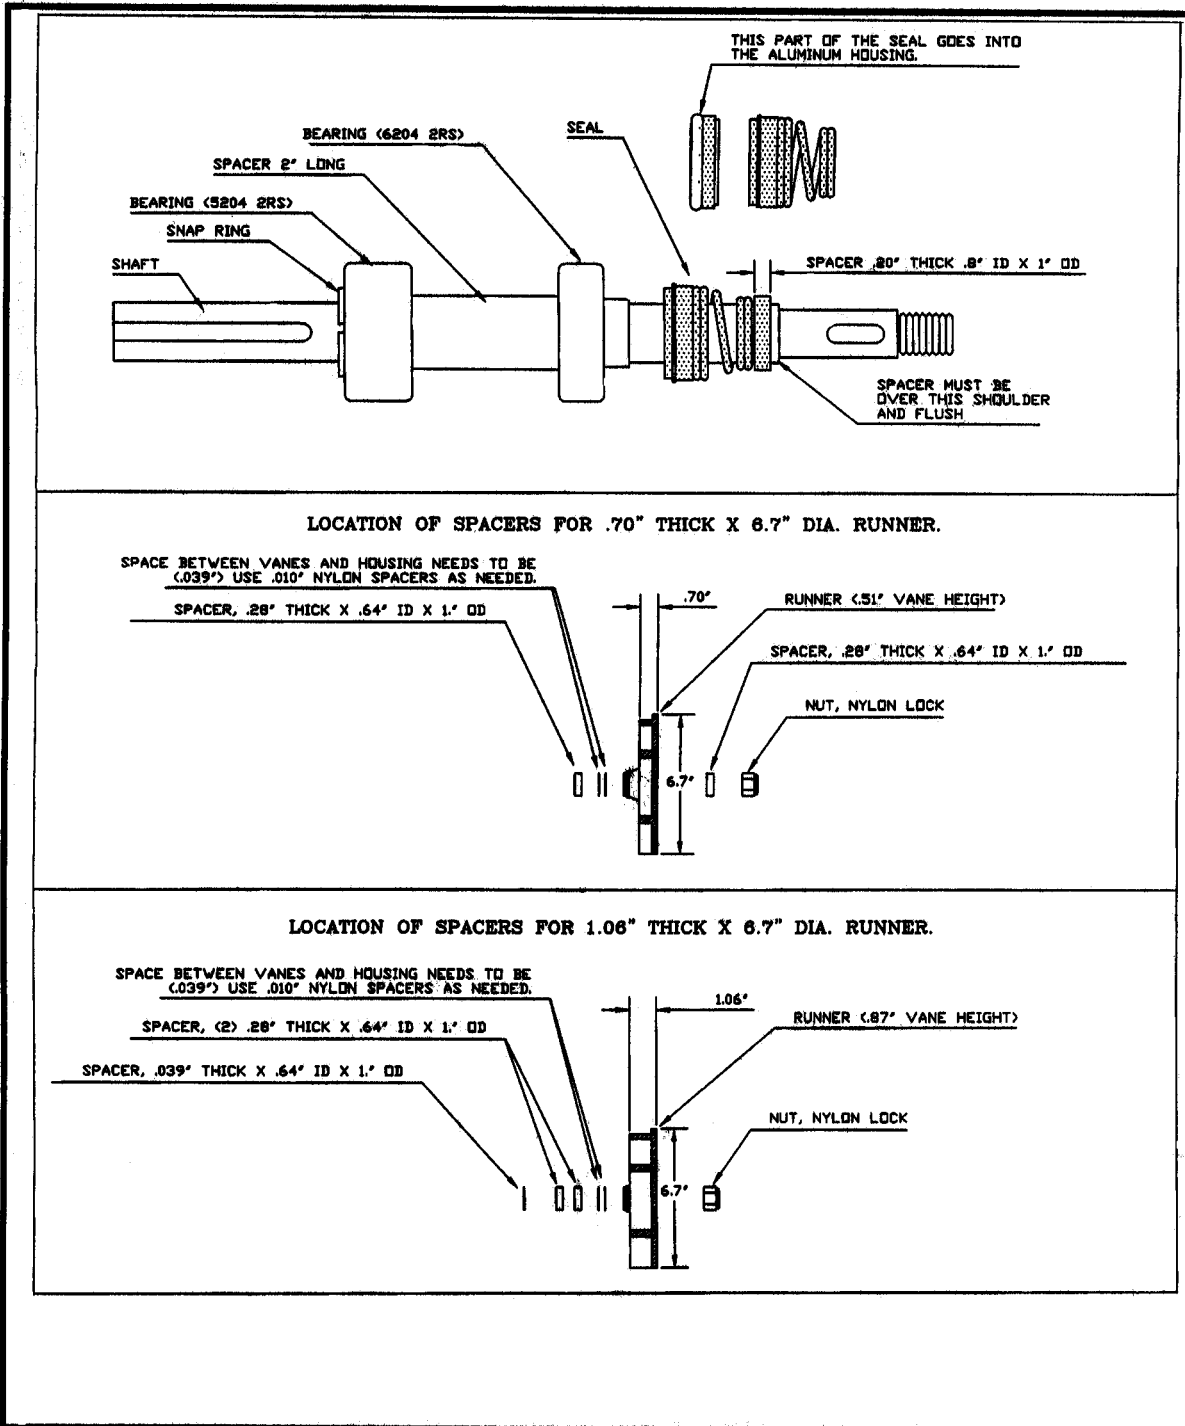 THIS PART OF THE SEAL GOES INTO
THE ALUMINUM HOUSING.
BEARING (6204 2RS)
SEAL
SPACER 2" LONG
BEARING (5204 2RS)
SNAP RING
SHAFT
SPACER .20" THICK .8" ID X 1" OD
SPACER MUST BE
OVER THIS SHOULDER
AND FLUSH
LOCATION OF SPACERS FOR .70" THICK X 6.7" DIA. RUNNER.
SPACE BETWEEN VANES AND HOUSING NEEDS TO BE
(.039") USE .010" NYLON SPACERS AS NEEDED.
SPACER, .28" THICK X .64" ID X 1." OD
.70"
RUNNER (.51" VANE HEIGHT)
SPACER, .28" THICK X .64" ID X 1." OD
NUT, NYLON LOCK
6.7"
LOCATION OF SPACERS FOR 1.06" THICK X 6.7" DIA. RUNNER.
SPACE BETWEEN VANES AND HOUSING NEEDS TO BE
(.039") USE .010" NYLON SPACERS AS NEEDED.
SPACER, (2) .28" THICK X .64" ID X 1." OD
SPACER, .039" THICK X .64" ID X 1." OD
1.06"
RUNNER (.87" VANE HEIGHT)
NUT, NYLON LOCK
6.7"